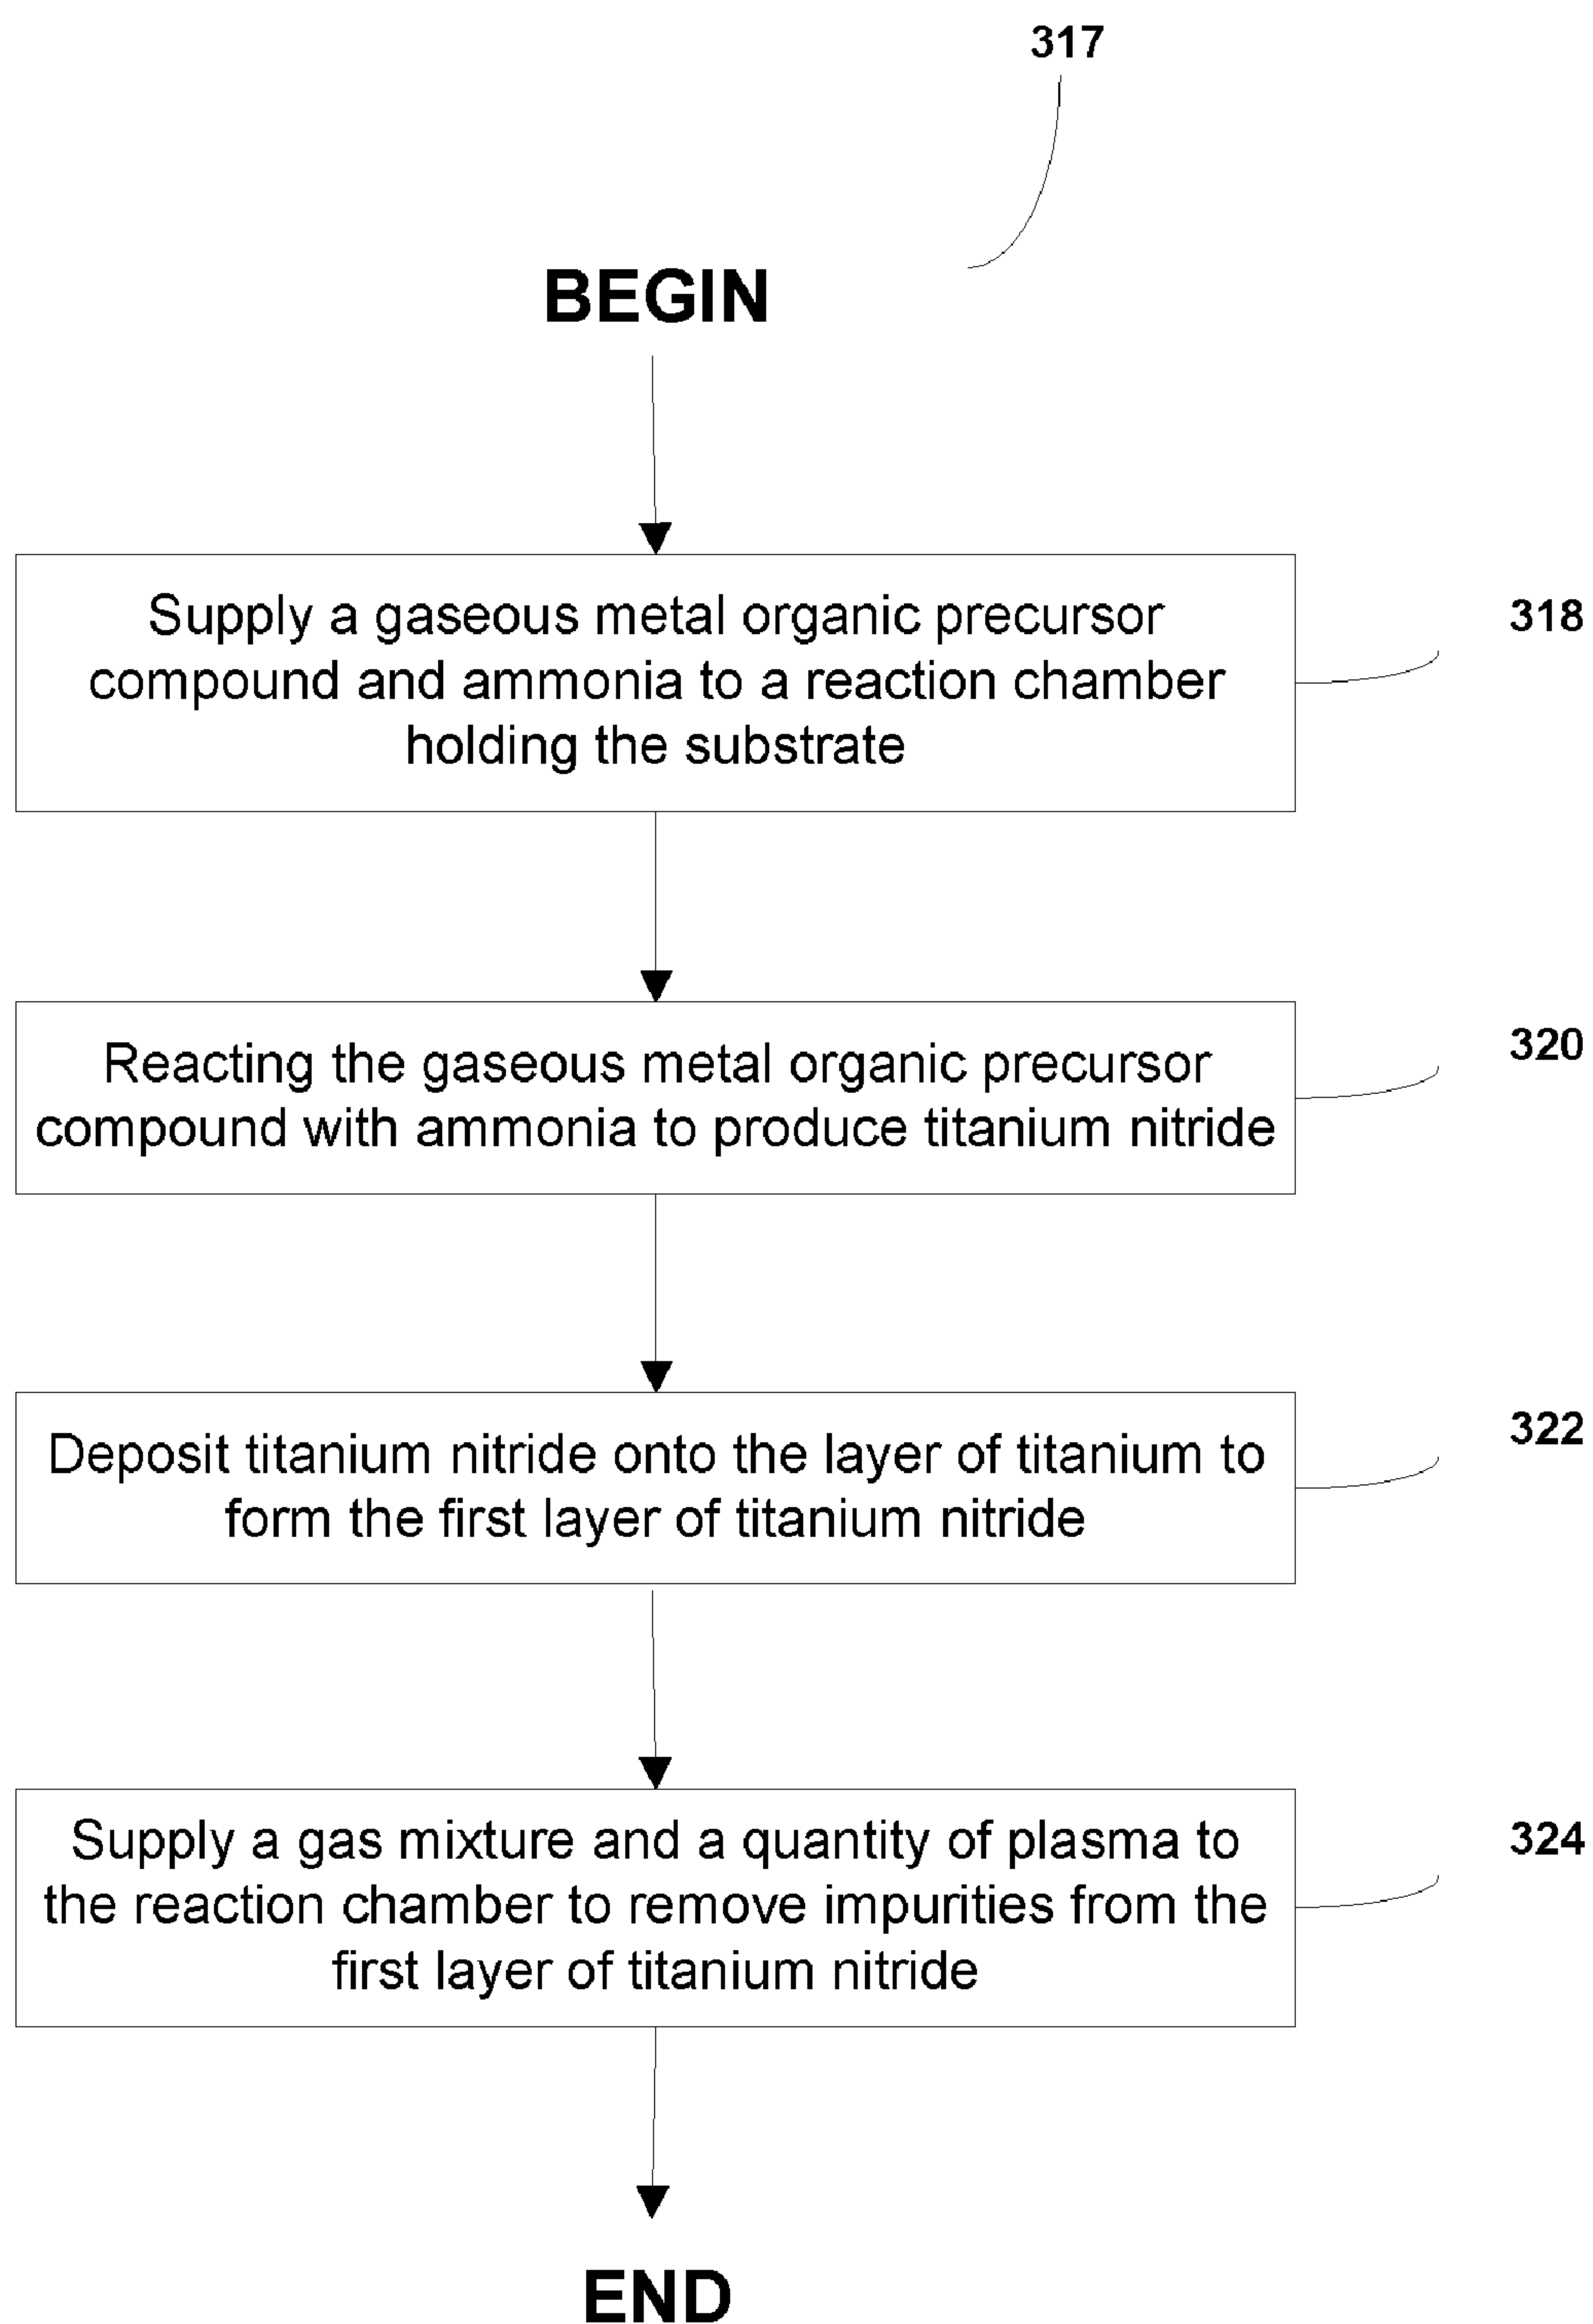 317
BEGIN
Supply a gaseous metal organic precursor
compound and ammonia to a reaction chamber
holding the substrate
318
Reacting the gaseous metal organic precursor
compound with ammonia to produce titanium nitride
320
Deposit titanium nitride onto the layer of titanium to
form the first layer of titanium nitride
322
Supply a gas mixture and a quantity of plasma to
the reaction chamber to remove impurities from the
first layer of titanium nitride
324
END